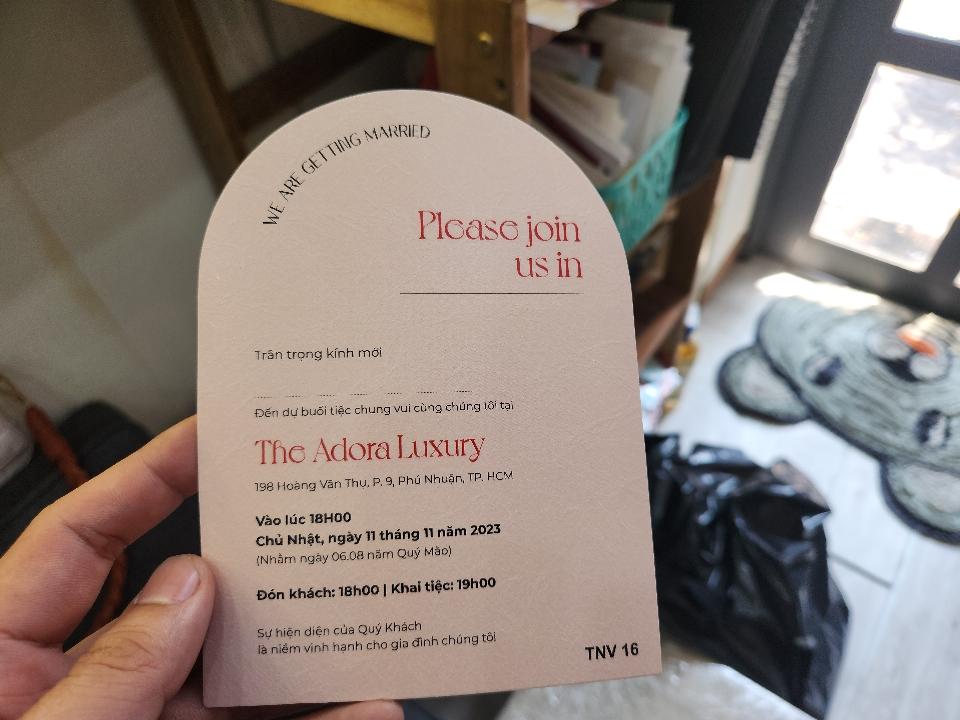 WE ARE GETTING MARRIED
Please join
us in
Trân trọng kính mời
Đến dự buổi tiệc chung vui cùng chúng tôi tại
The Adora Luxury
198 Hoàng Văn Thụ, P. 9, Phú Nhuận, TP. HCM
Vào lúc 18H00
Chủ Nhật, ngày 11 tháng 11 năm 2023
(Nhằm ngày 06.08 năm Quý Mão)
Đón khách: 18h00 | Khai tiệc: 19h00
Sự hiện diện của Quý Khách
là niềm vinh hạnh cho gia đình chúng tôi
TNV 16